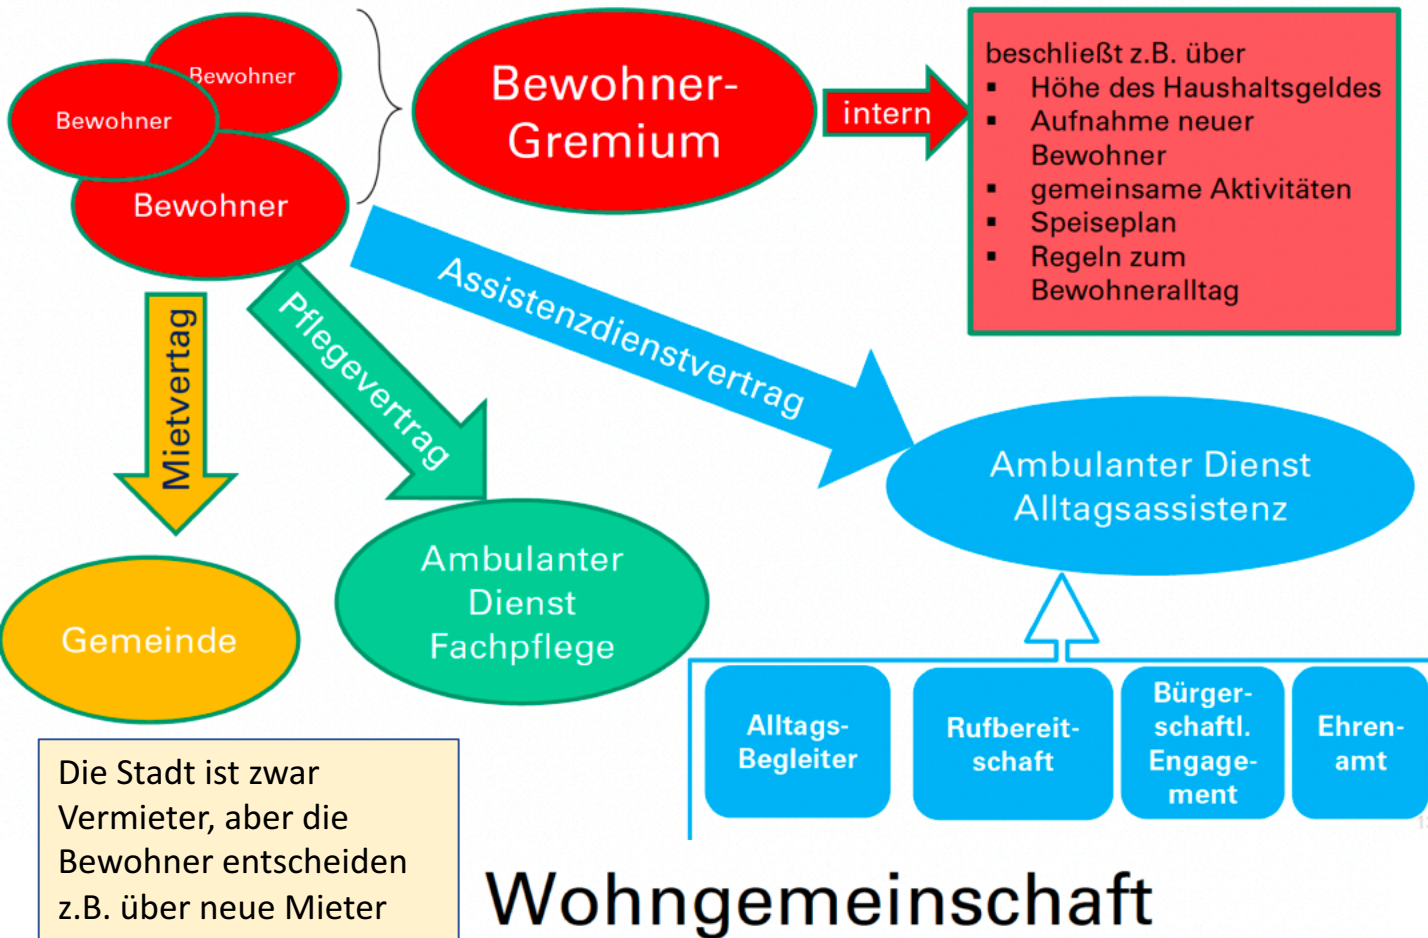 Bewohner
Bewohner
Bewohner
Bewohner-
Gremium
intern
beschließt z.B. über
▪ Höhe des Haushaltsgeldes
▪ Aufnahme neuer
Bewohner
▪ gemeinsame Aktivitäten
▪ Speiseplan
▪ Regeln zum
Bewohneralltag
Mietvertag
Pflegevertrag
Assistenzdienstvertrag
Gemeinde
Ambulanter
Dienst
Fachpflege
Ambulanter Dienst
Alltagsassistenz
Alltags-
Begleiter
Rufbereit-
schaft
Bürger-
schaftl.
Engage-
ment
Ehren-
amt
Die Stadt ist zwar
Vermieter, aber die
Bewohner entscheiden
z.B. über neue Mieter
Wohngemeinschaft